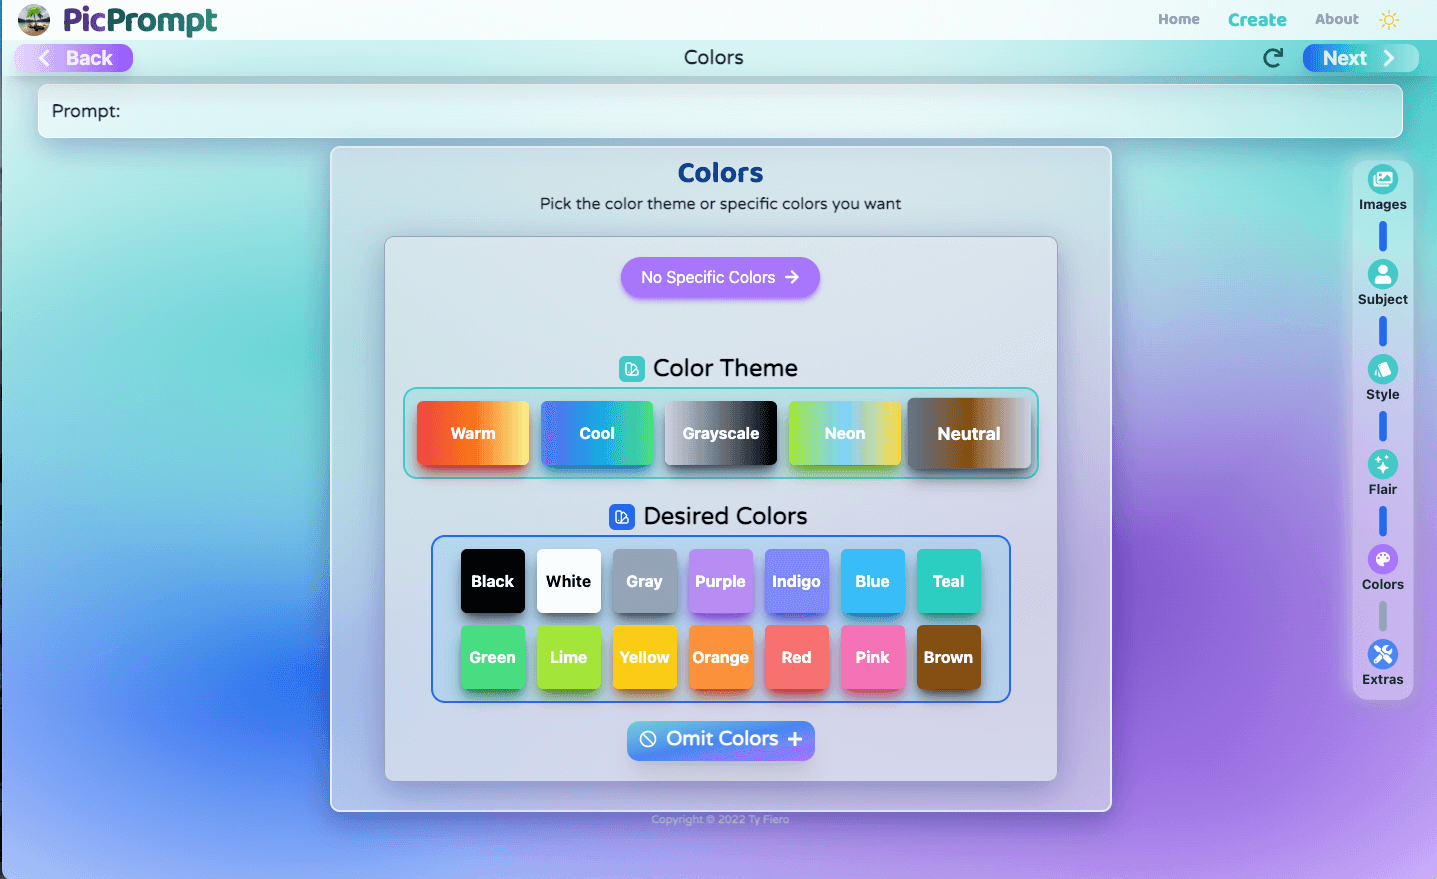 PicPrompt
Home Create About
Back Colors Next
Prompt:
Colors
Pick the color theme or specific colors you want
No Specific Colors
Color Theme
Warm Cool Grayscale Neon Neutral
Desired Colors
Black White Gray Purple Indigo Blue Teal
Green Lime Yellow Orange Red Pink Brown
Omit Colors
Copyright © 2022 Ty Fiero
Images
Subject
Style
Flair
Colors
Extras